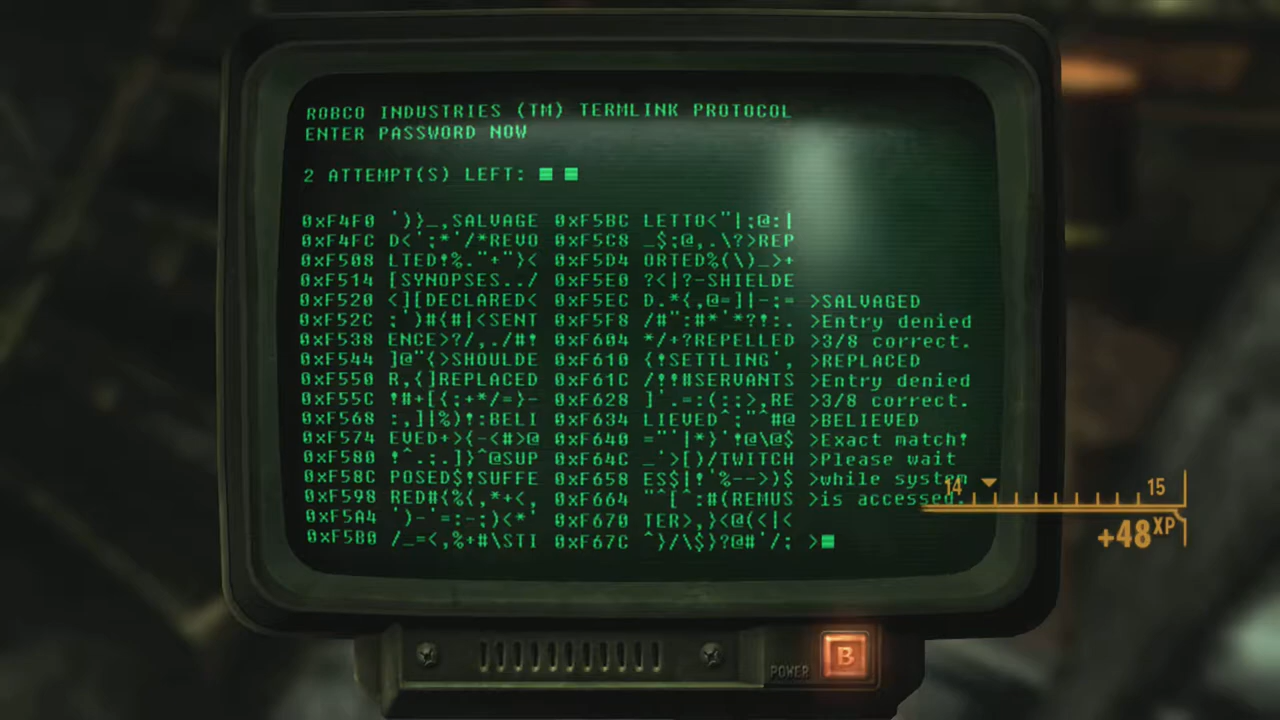 ROBCO INDUSTRIES (TM) TERMLINK PROTOCOL
ENTER PASSWORD NOW
2 ATTEMPT(S) LEFT: ■ ■
0xF4F0 ')}_,SALVAGE 0xF5BC LETTO<"|;@:|
0xF4FC D<';*'/*REVO 0xF5C8 _$;@,.\?>REP
0xF508 LTED!%."+"}< 0xF5D4 ORTED%(\)_>+
0xF514 [SYNOPSES../ 0xF5E0 ?<|?-SHIELDE
0xF520 <][DECLARED< 0xF5EC D.*{,@=]|-;= >SALVAGED
0xF52C ;')#{#|<SENT 0xF5F8 /#":#*'*?!:. >Entry denied
0xF538 ENCE>?/,./#! 0xF604 */+?REPELLED >3/8 correct.
0xF544 ]@"{>SHOULDE 0xF610 {!SETTLING', >REPLACED
0xF550 R,{]REPLACED 0xF61C /!!#SERVANTS >Entry denied
0xF55C !#+[{;+*/=}- 0xF628 ]'.=:(:;>,RE >3/8 correct.
0xF568 :,]|%)!:BELI 0xF634 LIEVED^;"^#@ >BELIEVED
0xF574 EVED+>{-<#>@ 0xF640 ="'|*}'!@\@$ >Exact match!
0xF580 !^.;.]}^@SUP 0xF64C _'>[)/TWITCH >Please wait
0xF58C POSED$!SUFFE 0xF658 ES$|!'%-->)$ >while system
0xF598 RED#{%{,*+<, 0xF664 "^[^:#(REMUS >is accessed.
0xF5A4 ')-'=:-;)<*' 0xF670 TER>,}<@(<|<
0xF5B0 /_=<,%+#\STI 0xF67C ^}/\$)?@#'/; >■
14 15
+48XP
POWER B